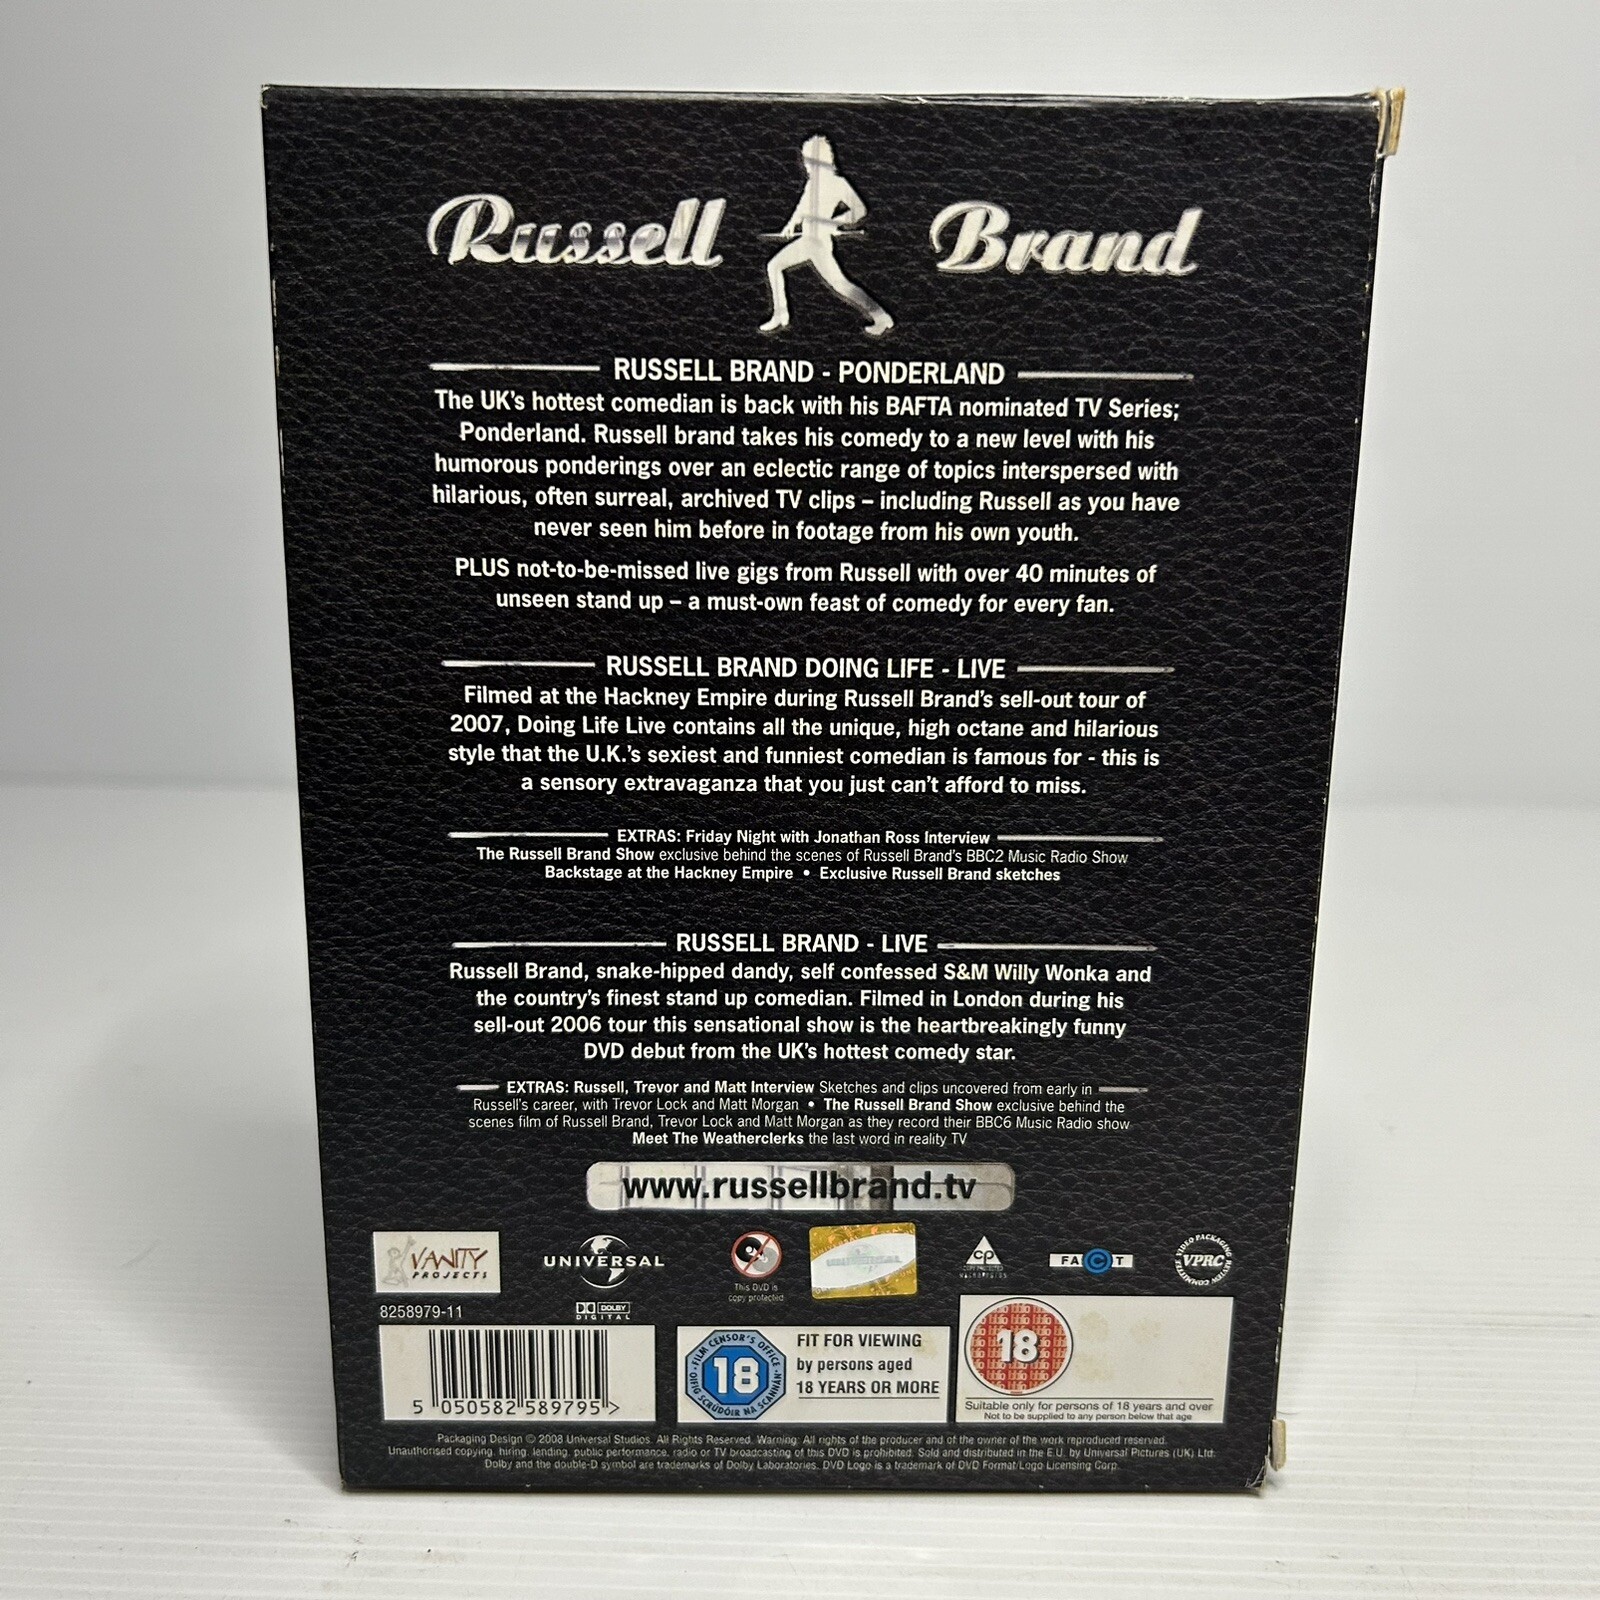 Russell Brand
RUSSELL BRAND - PONDERLAND
The UK's hottest comedian is back with his BAFTA nominated TV Series;
Ponderland. Russell brand takes his comedy to a new level with his
humorous ponderings over an eclectic range of topics interspersed with
hilarious, often surreal, archived TV clips – including Russell as you have
never seen him before in footage from his own youth.
PLUS not-to-be-missed live gigs from Russell with over 40 minutes of
unseen stand up – a must-own feast of comedy for every fan.
RUSSELL BRAND DOING LIFE - LIVE
Filmed at the Hackney Empire during Russell Brand's sell-out tour of
2007, Doing Life Live contains all the unique, high octane and hilarious
style that the U.K.'s sexiest and funniest comedian is famous for - this is
a sensory extravaganza that you just can't afford to miss.
EXTRAS: Friday Night with Jonathan Ross Interview
The Russell Brand Show exclusive behind the scenes of Russell Brand's BBC2 Music Radio Show
Backstage at the Hackney Empire • Exclusive Russell Brand sketches
RUSSELL BRAND - LIVE
Russell Brand, snake-hipped dandy, self confessed S&M Willy Wonka and
the country's finest stand up comedian. Filmed in London during his
sell-out 2006 tour this sensational show is the heartbreakingly funny
DVD debut from the UK's hottest comedy star.
EXTRAS: Russell, Trevor and Matt Interview Sketches and clips uncovered from early in
Russell's career, with Trevor Lock and Matt Morgan • The Russell Brand Show exclusive behind the
scenes film of Russell Brand, Trevor Lock and Matt Morgan as they record their BBC6 Music Radio show
Meet The Weatherclerks the last word in reality TV
www.russellbrand.tv
VANITY
PROJECTS
UNIVERSAL
This DVD is
copy protected
CP
FACT
VIDEO PACKAGING REVIEW COMMITTEE
VPRC
8258979-11
DOLBY
DIGITAL
5 050582 589795 >
FILM CENSOR'S OFFICE
18
OIFIG SCRÚDÓIR NA SCANNÁN
FIT FOR VIEWING
by persons aged
18 YEARS OR MORE
18
Suitable only for persons of 18 years and over
Not to be supplied to any person below that age
Packaging Design © 2008 Universal Studios. All Rights Reserved. Warning: All rights of the producer and of the owner of the work reproduced reserved.
Unauthorised copying, hiring, lending, public performance, radio or TV broadcasting of this DVD is prohibited. Sold and distributed in the E.U. by Universal Pictures (UK) Ltd.
Dolby and the double-D symbol are trademarks of Dolby Laboratories. DVD Logo is a trademark of DVD Format/Logo Licensing Corp.